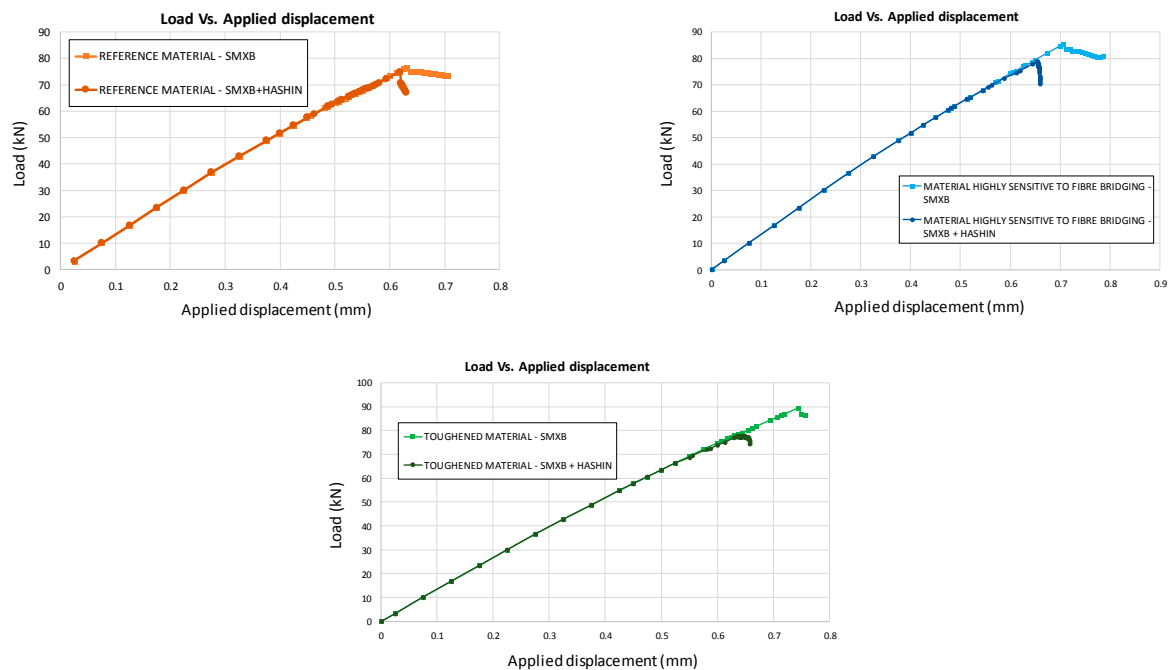 Load Vs. Applied displacement
90
80
70
60
50
40
30
20
10
0
Load (kN)
REFERENCE MATERIAL - SMXB
REFERENCE MATERIAL - SMXB+HASHIN
0 0.1 0.2 0.3 0.4 0.5 0.6 0.7 0.8
Applied displacement (mm)
Load Vs. Applied displacement
90
80
70
60
50
40
30
20
10
0
Load (kN)
MATERIAL HIGHLY SENSITIVE TO FIBRE BRIDGING -
SMXB
MATERIAL HIGHLY SENSITIVE TO FIBRE BRIDGING -
SMXB + HASHIN
0 0.1 0.2 0.3 0.4 0.5 0.6 0.7 0.8 0.9
Applied displacement (mm)
Load Vs. Applied displacement
100
90
80
70
60
50
40
30
20
10
0
Load (kN)
TOUGHENED MATERIAL - SMXB
TOUGHENED MATERIAL - SMXB + HASHIN
0 0.1 0.2 0.3 0.4 0.5 0.6 0.7 0.8
Applied displacement (mm)